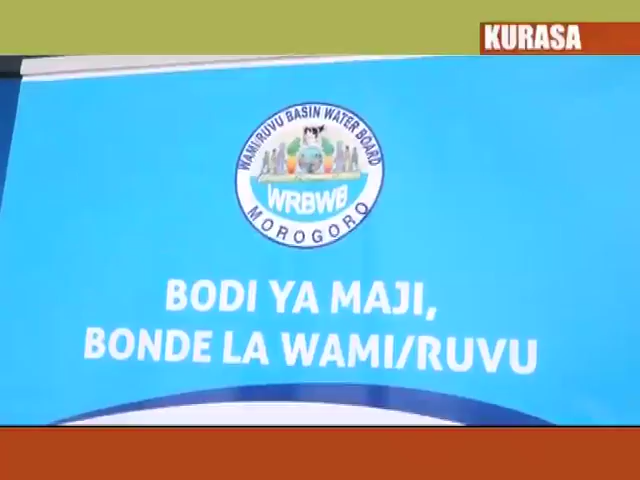 KURASA
WAMI/RUVU BASIN WATER BOARD
WRBWB
MOROGORO
BODI YA MAJI,
BONDE LA WAMI/RUVU